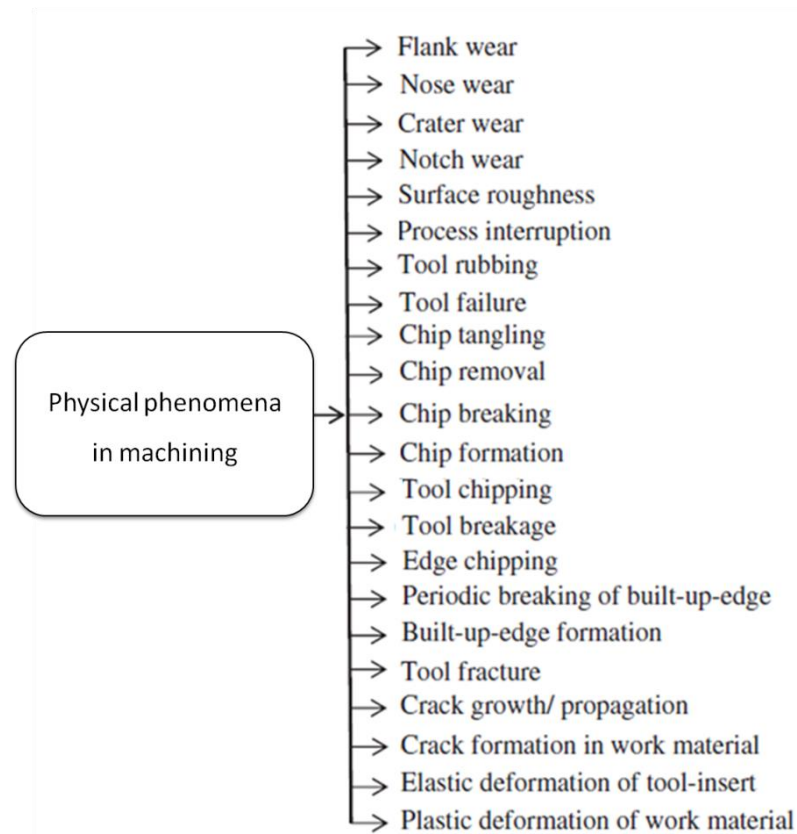 Physical phenomena
in machining
Flank wear
Nose wear
Crater wear
Notch wear
Surface roughness
Process interruption
Tool rubbing
Tool failure
Chip tangling
Chip removal
Chip breaking
Chip formation
Tool chipping
Tool breakage
Edge chipping
Periodic breaking of built-up-edge
Built-up-edge formation
Tool fracture
Crack growth/ propagation
Crack formation in work material
Elastic deformation of tool-insert
Plastic deformation of work material